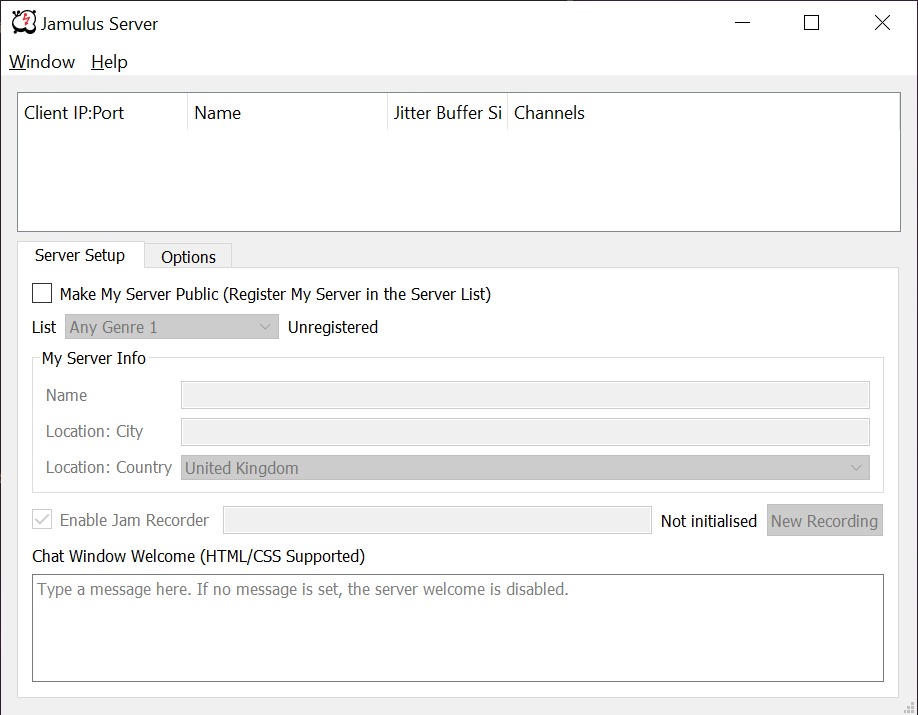 Jamulus Server
Window Help
Client IP:Port Name Jitter Buffer Si Channels
Server Setup Options
Make My Server Public (Register My Server in the Server List)
List Any Genre 1 Unregistered
My Server Info
Name
Location: City
Location: Country United Kingdom
Enable Jam Recorder Not initialised New Recording
Chat Window Welcome (HTML/CSS Supported)
Type a message here. If no message is set, the server welcome is disabled.